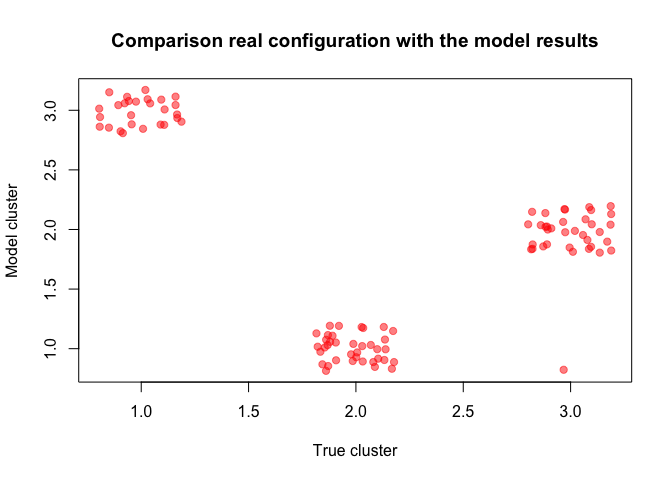 Comparison real configuration with the model results
Model cluster
3.0
2.5
2.0
1.5
1.0
1.0 1.5 2.0 2.5 3.0
True cluster